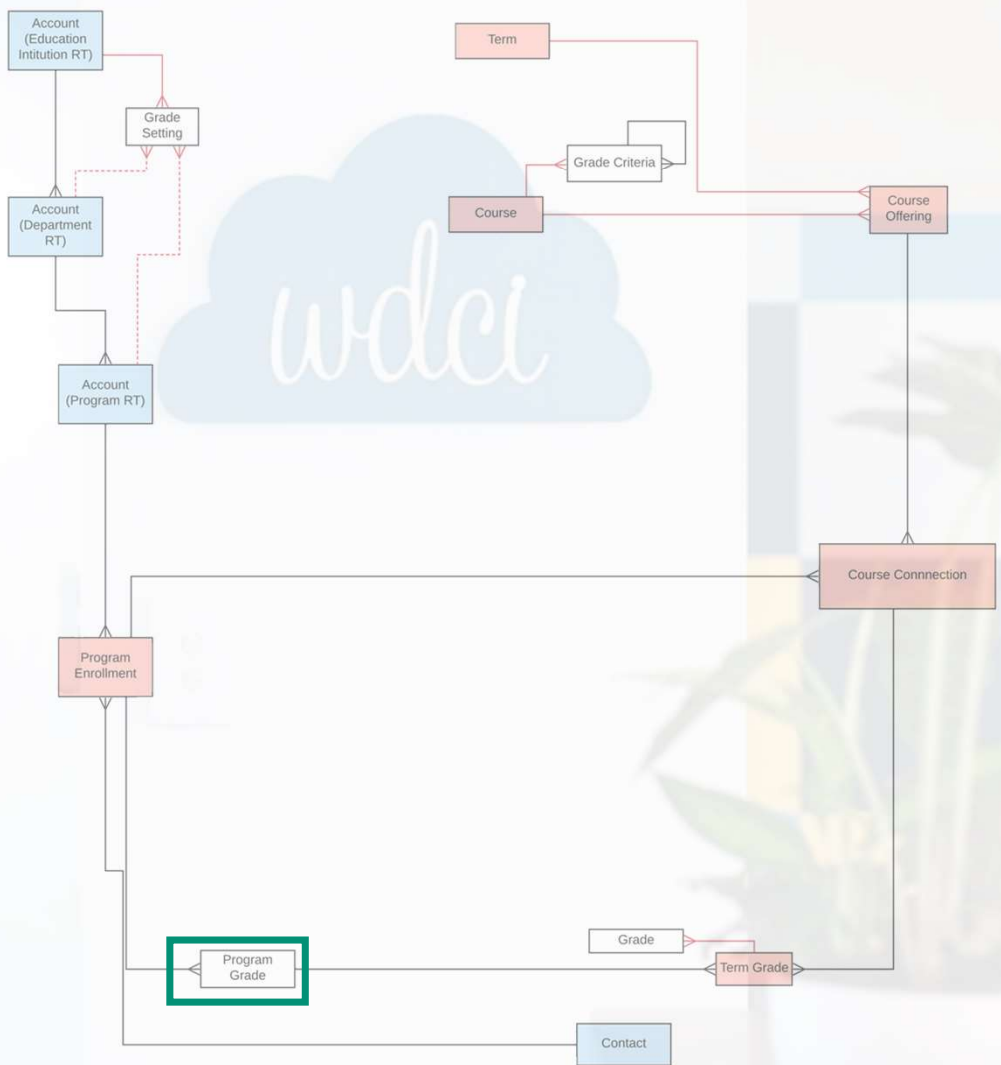 Account
(Education
Intitution RT)
Term
Grade
Setting
Grade Criteria
Account
(Department
RT)
Course
Course
Offering
wdci
Account
(Program RT)
Course Connnection
Program
Enrollment
Grade
Program
Grade
Term Grade
Contact